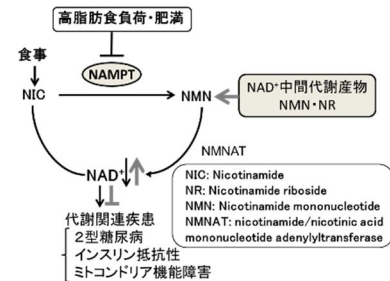 高脂肪食負荷・肥満
食事
NAMPT
NIC
NMN
NAD⁺中間代謝産物
NMN・NR
NMNAT
NAD⁺
代謝関連疾患
2型糖尿病
インスリン抵抗性
ミトコンドリア機能障害
NIC: Nicotinamide
NR: Nicotinamide riboside
NMN: Nicotinamide mononucleotide
NMNAT: nicotinamide/nicotinic acid
mononucleotide adenylyltransferase